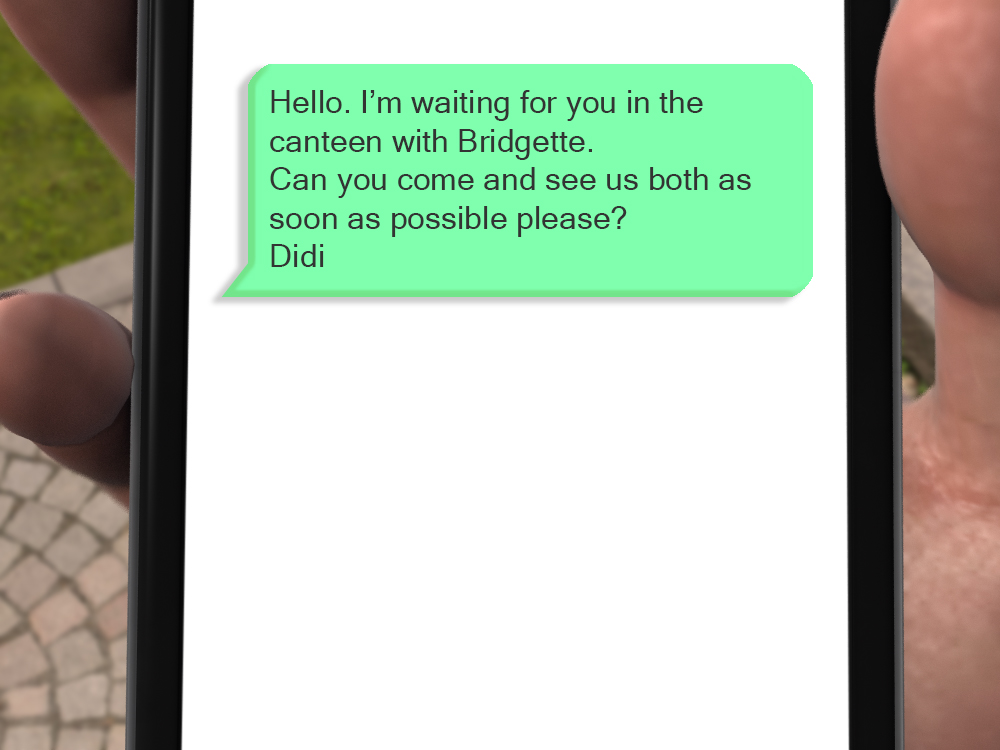 Hello. I’m waiting for you in the
canteen with Bridgette.
Can you come and see us both as
soon as possible please?
Didi